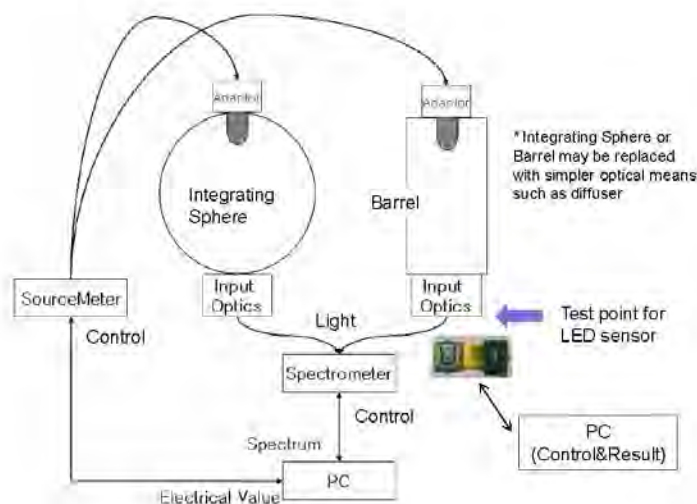 Adaptor
Adaptor
* Integrating Sphere or
Barrel may be replaced
with simpler optical means
such as diffuser
Integrating
Sphere
Barrel
SourceMeter
Input
Optics
Input
Optics
Control
Light
Test point for
LED sensor
Spectrometer
Control
Spectrum
PC
Electrical Value
PC
(Control&Result)